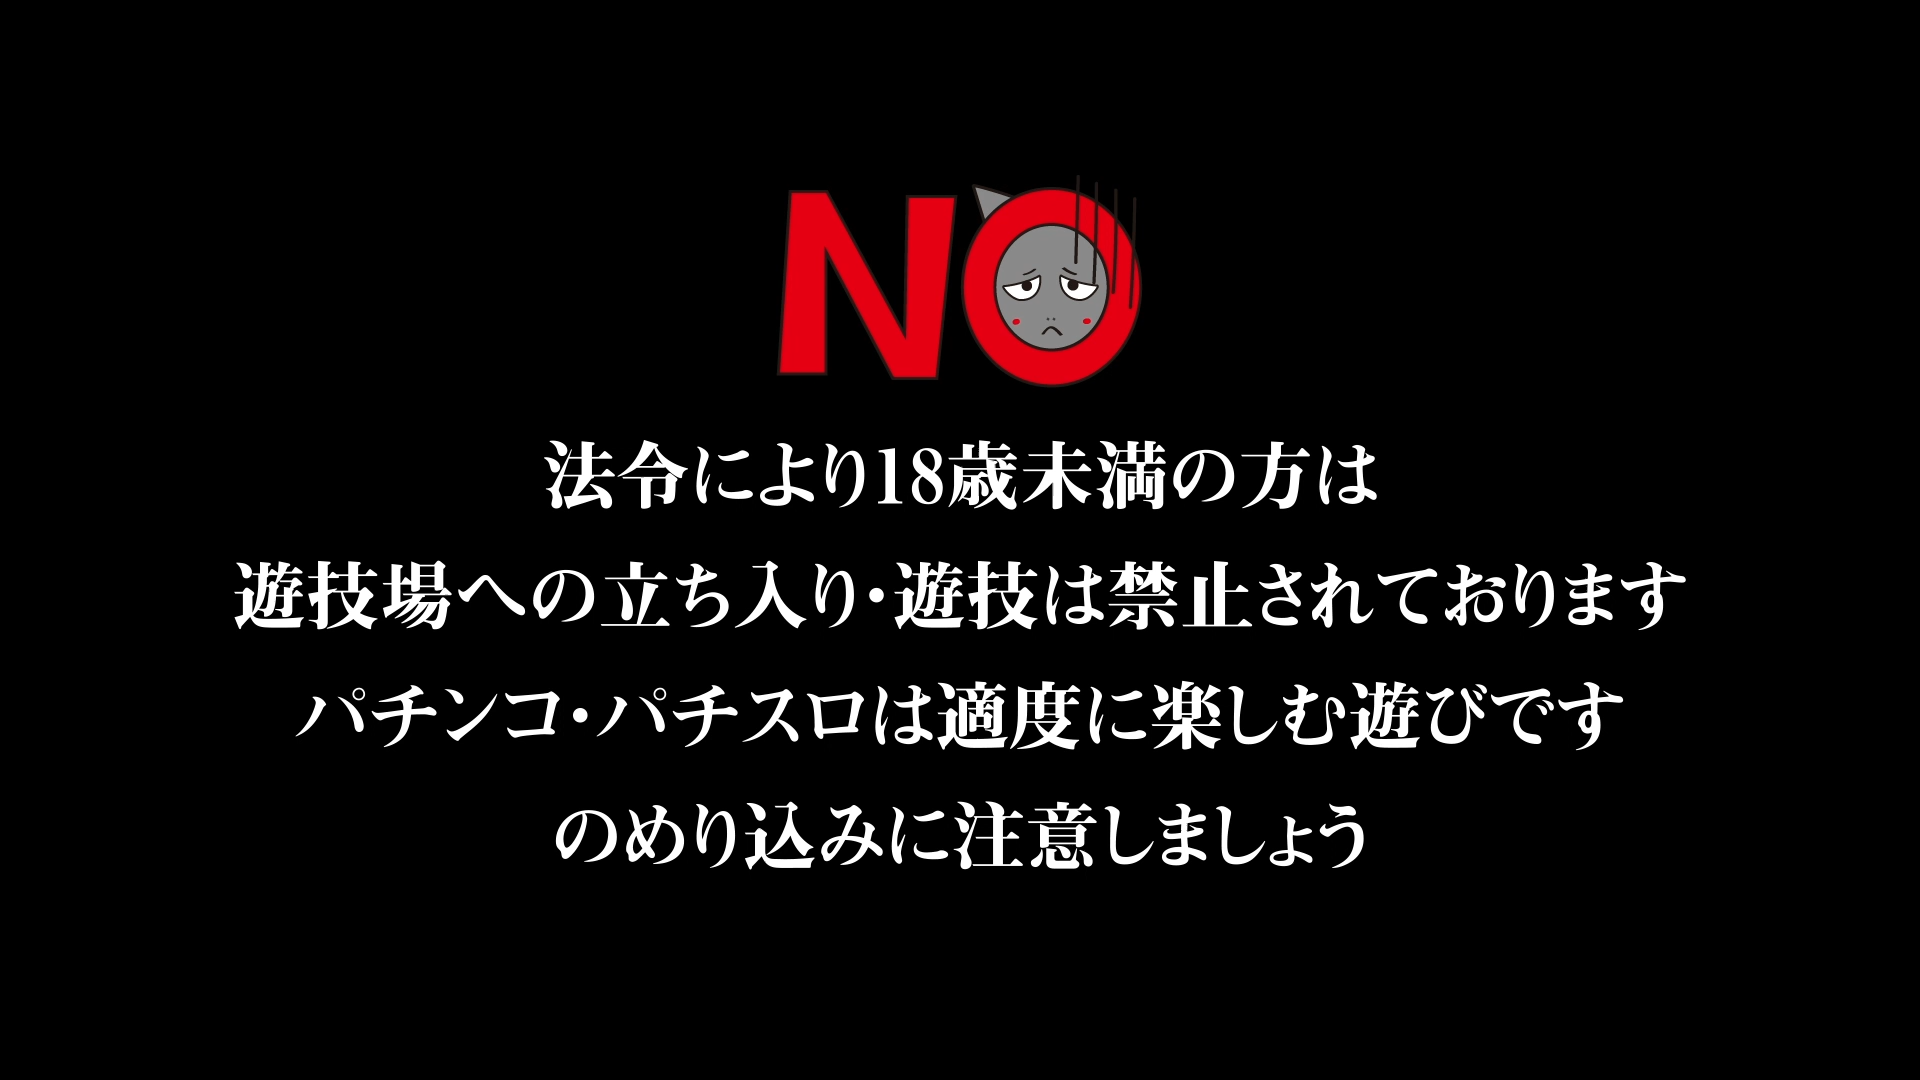 NO
法令により18歳未満の方は
遊技場への立ち入り・遊技は禁止されております
パチンコ・パチスロは適度に楽しむ遊びです
のめり込みに注意しましょう